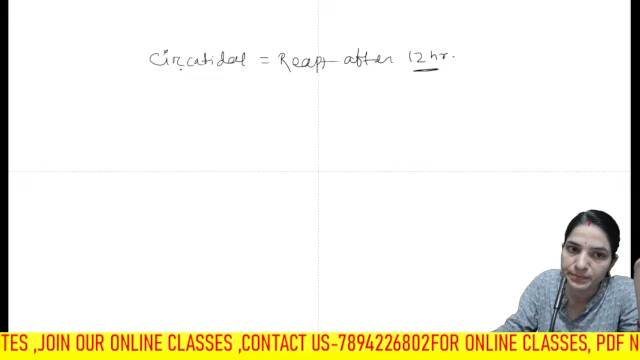 Circatidal = Reapt after 12 hr.
TES ,JOIN OUR ONLINE CLASSES ,CONTACT US-7894226802FOR ONLINE CLASSES, PDF N